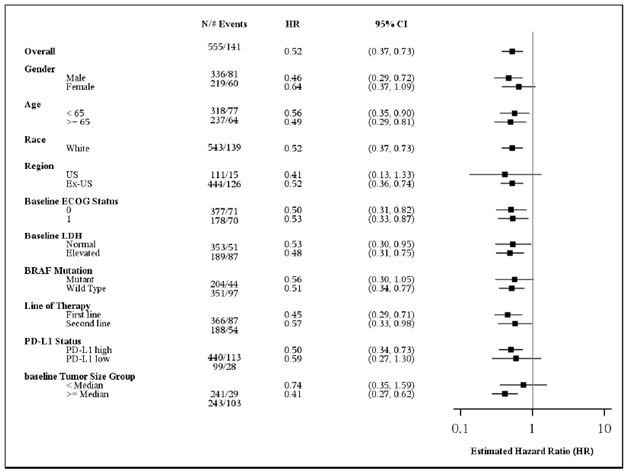 N/# Events HR 95% CI
Overall 555/141 0.52 (0.37, 0.73)
Gender
Male 336/81 0.46 (0.29, 0.72)
Female 219/60 0.64 (0.37, 1.09)
Age
< 65 318/77 0.56 (0.35, 0.90)
>= 65 237/64 0.49 (0.29, 0.81)
Race
White 543/139 0.52 (0.37, 0.73)
Region
US 111/15 0.41 (0.13, 1.33)
Ex-US 444/126 0.52 (0.36, 0.74)
Baseline ECOG Status
0 377/71 0.50 (0.31, 0.82)
1 178/70 0.53 (0.33, 0.87)
Baseline LDH
Normal 353/51 0.53 (0.30, 0.95)
Elevated 189/87 0.48 (0.31, 0.75)
BRAF Mutation
Mutant 204/44 0.56 (0.30, 1.05)
Wild Type 351/97 0.51 (0.34, 0.77)
Line of Therapy
First line 366/87 0.45 (0.29, 0.71)
Second line 188/54 0.57 (0.33, 0.98)
PD-L1 Status
PD-L1 high 440/113 0.50 (0.34, 0.73)
PD-L1 low 99/28 0.59 (0.27, 1.30)
baseline Tumor Size Group
< Median 241/29 0.74 (0.35, 1.59)
>= Median 243/103 0.41 (0.27, 0.62)
0.1 1 10
Estimated Hazard Ratio (HR)